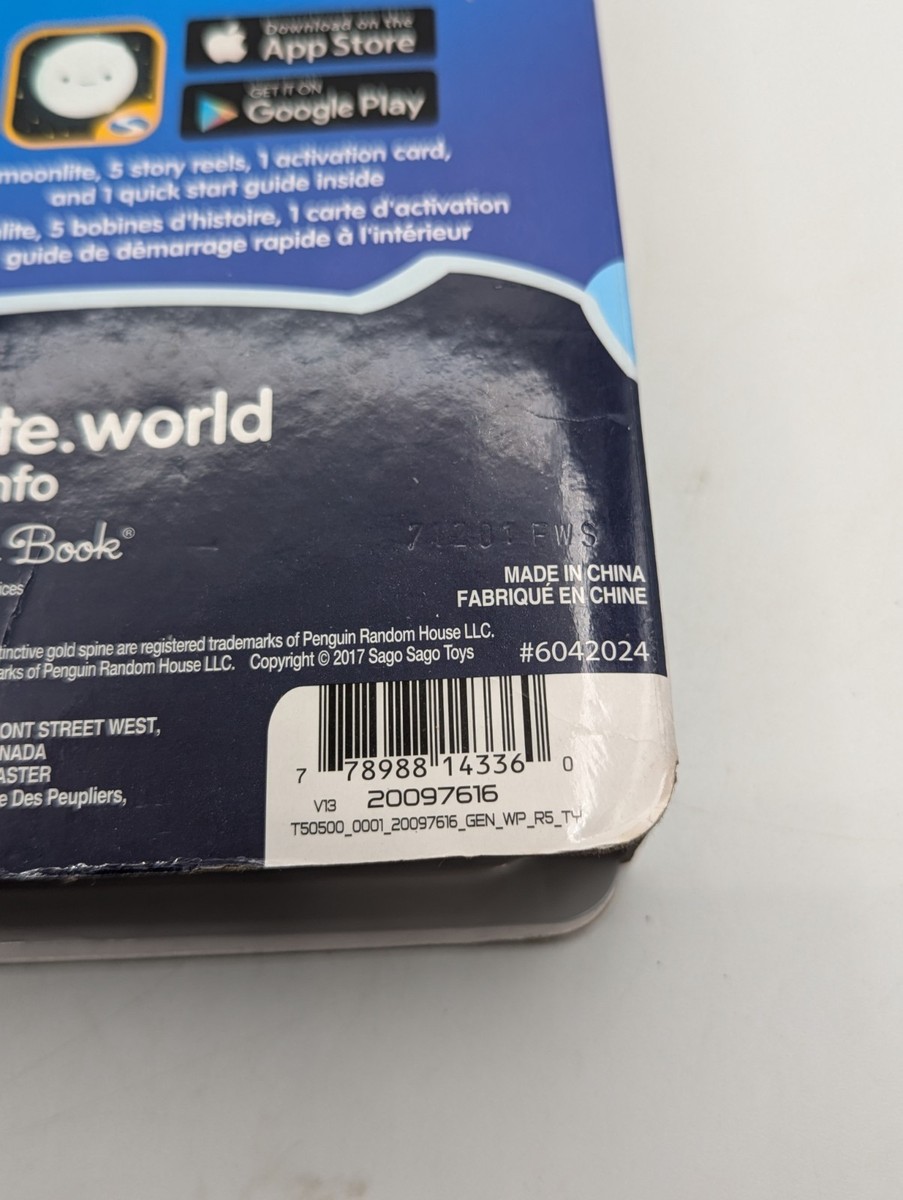 Download on the
App Store
GET IT ON
Google Play
moonlite, 5 story reels, 1 activation card,
and 1 quick start guide inside
lite, 5 bobines d'histoire, 1 carte d'activation
guide de démarrage rapide à l'intérieur
te.world
nfo
Book®
ices
71201FWS
MADE IN CHINA
FABRIQUÉ EN CHINE
tinctive gold spine are registered trademarks of Penguin Random House LLC.
arks of Penguin Random House LLC. Copyright © 2017 Sago Sago Toys
#6042024
ONT STREET WEST,
NADA
ASTER
e Des Peupliers,
7 78988 14336 0
V13 20097616
T50500_0001_20097616_GEN_WP_R5_TY